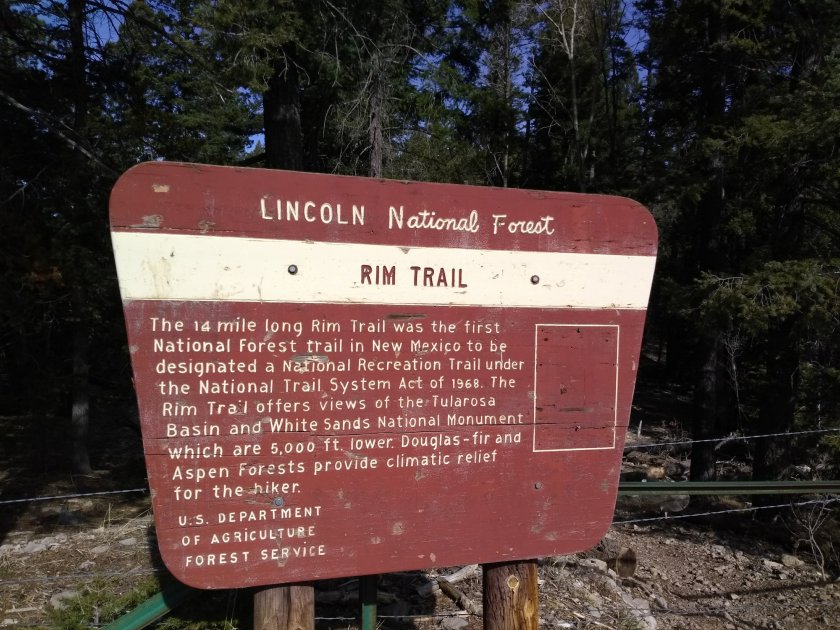 LINCOLN National Forest
RIM TRAIL
The 14 mile long Rim Trail was the first
National Forest trail in New Mexico to be
designated a National Recreation Trail under
the National Trail System Act of 1968. The
Rim Trail offers views of the Tularosa
Basin and White Sands National Monument
which are 5,000 ft. lower. Douglas-fir and
Aspen Forests provide climatic relief
for the hiker.
U.S. DEPARTMENT
OF AGRICULTURE
FOREST SERVICE